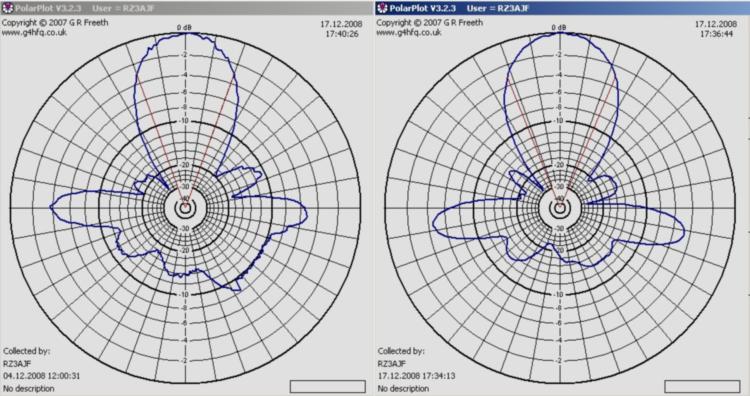 PolarPlot V3.2.3 User = RZ3AJF
Copyright © 2007 G R Freeth
www.g4hfq.co.uk
17.12.2008
17:40:26
0 dB
-2
-4
-6
-8
-10
-20
-30
-40
-30
-20
-10
-8
-6
-4
-2
Collected by:
RZ3AJF
04.12.2008 12:00:31
No description
PolarPlot V3.2.3 User = RZ3AJF
Copyright © 2007 G R Freeth
www.g4hfq.co.uk
17.12.2008
17:36:44
0 dB
-2
-4
-6
-8
-10
-20
-30
-40
-30
-20
-10
-8
-6
-4
-2
Collected by:
RZ3AJF
17.12.2008 17:34:13
No description